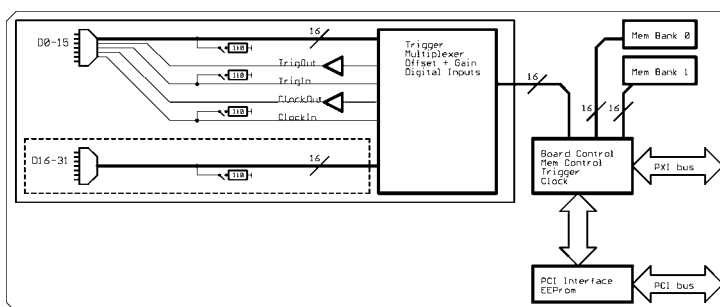 D0-15
16
110
TrigOut
110
TrigIn
ClockOut
110
ClockIn
Trigger
Multiplexer
Offset + Gain
Digital Inputs
16
Mem Bank 0
Mem Bank 1
16
16
D16-31
16
110
Board Control
Mem Control
Trigger
Clock
PXI bus
PCI Interface
EEProm
PCI bus